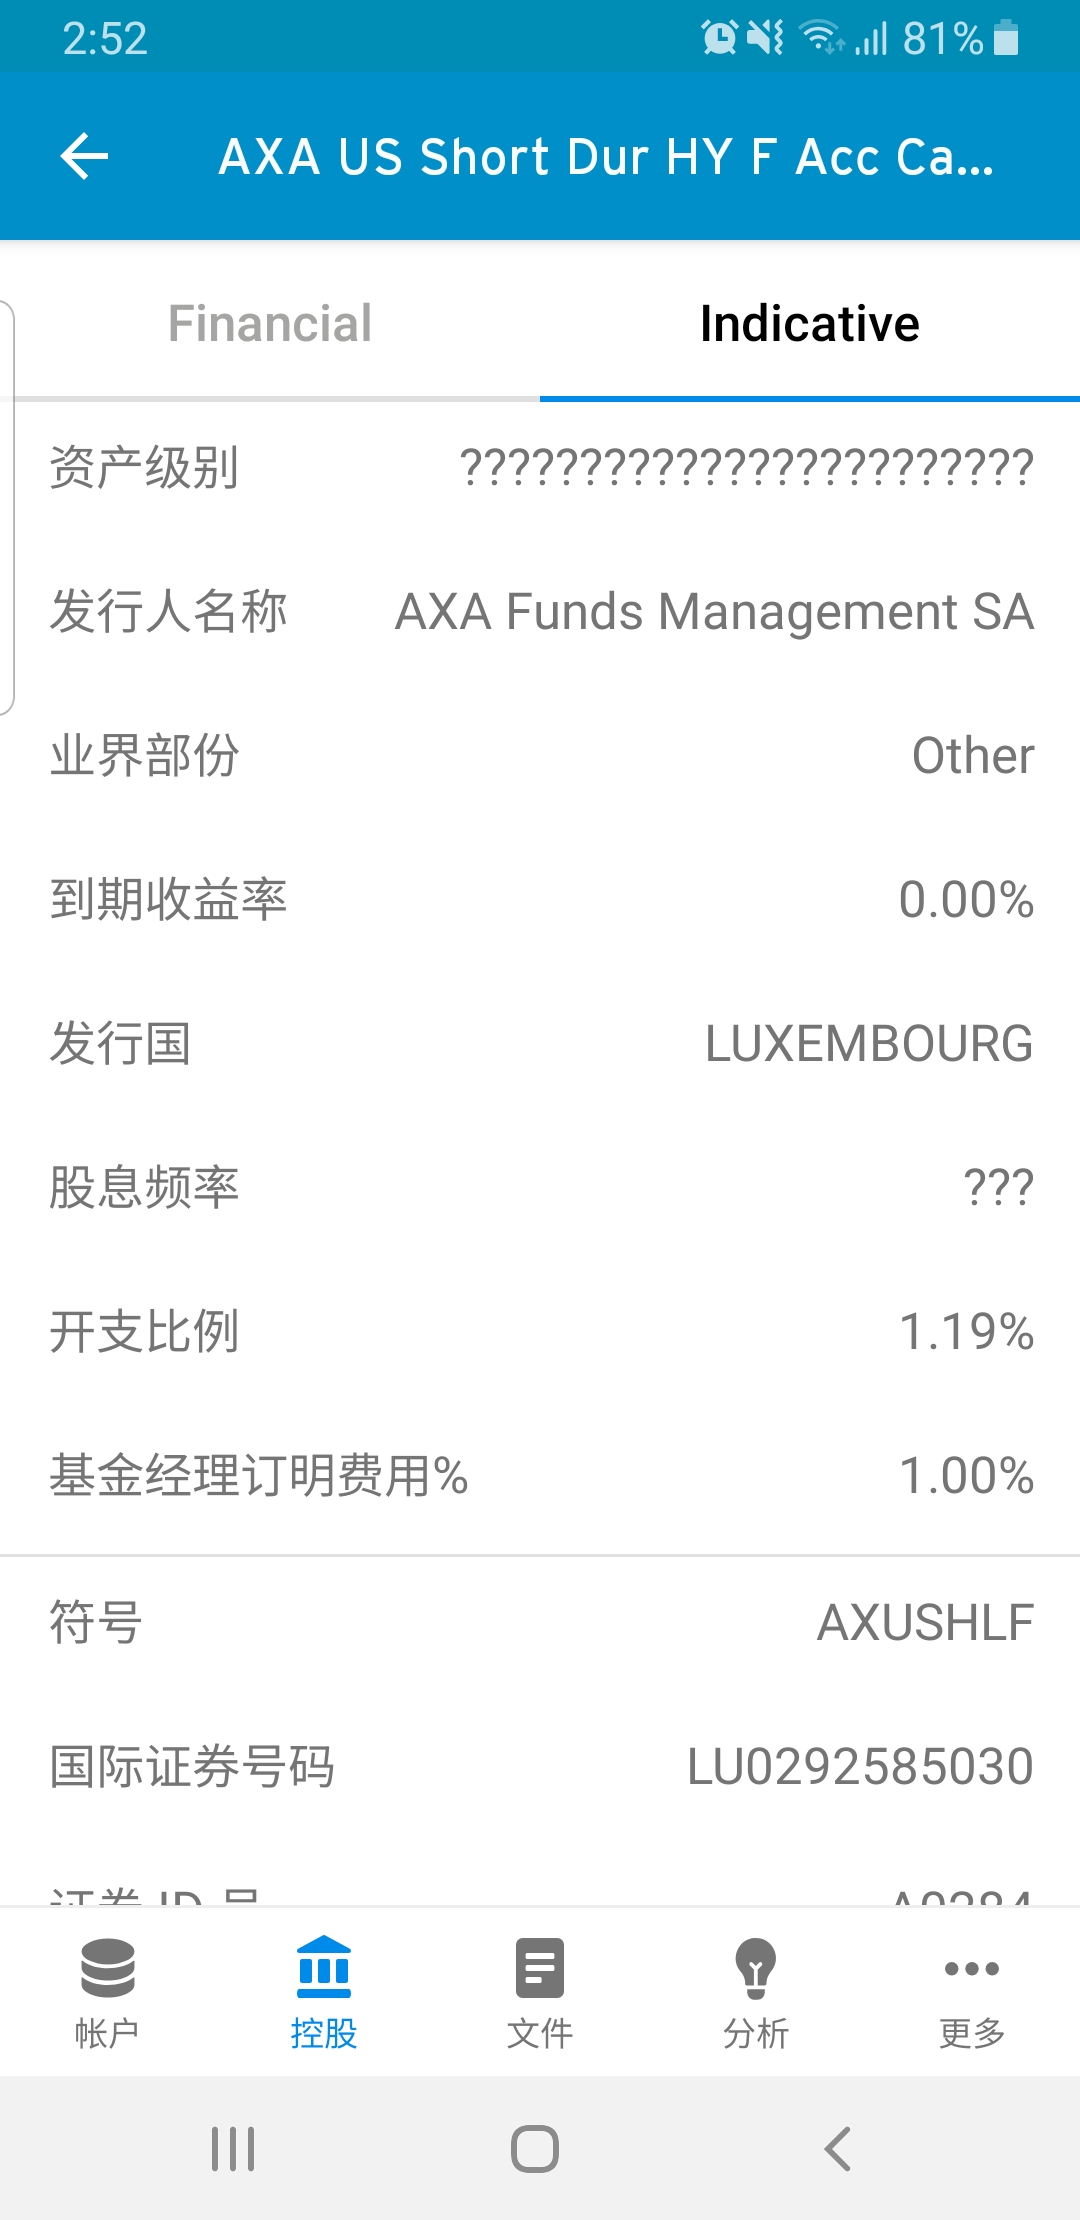 2:52
81%
AXA US Short Dur HY F Acc Ca...
Financial
Indicative
资产级别 ????????????????????????
发行人名称 AXA Funds Management SA
业界部份 Other
到期收益率 0.00%
发行国 LUXEMBOURG
股息频率 ???
开支比例 1.19%
基金经理订明费用% 1.00%
符号 AXUSHLF
国际证券号码 LU0292585030
帐户
控股
文件
分析
更多